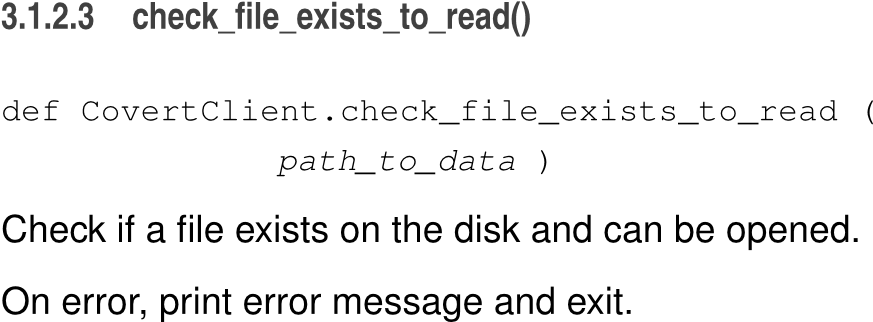 3.1.2.3 check_file_exists_to_read()
def CovertClient.check_file_exists_to_read (
path_to_data )
Check if a file exists on the disk and can be opened.
On error, print error message and exit.